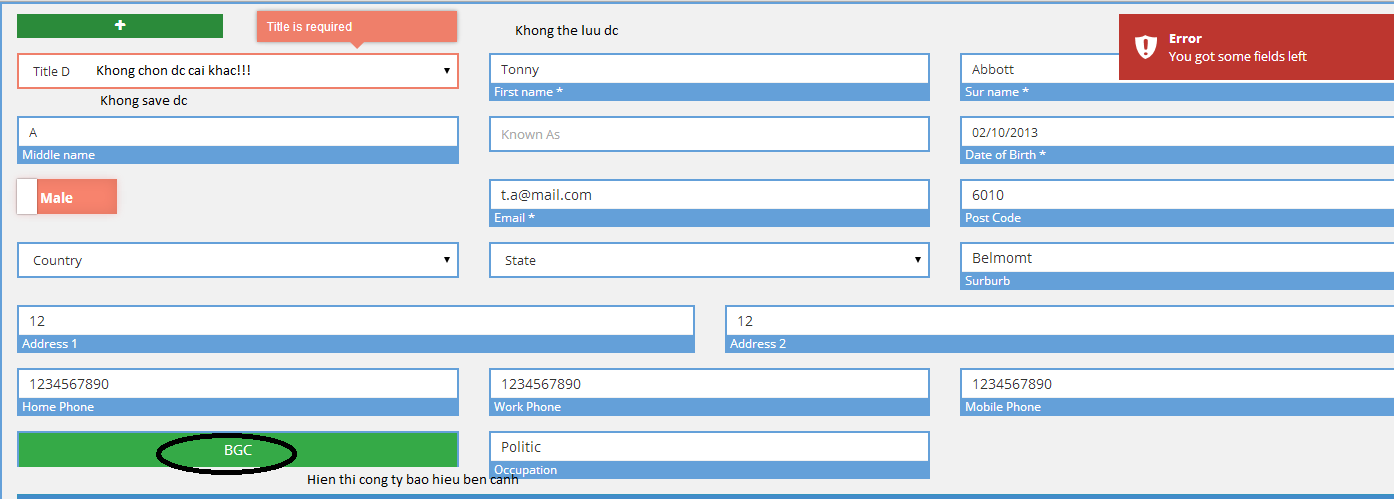 Title is required
Khong the luu dc
Error
You got some fields left
Title D
Khong chon dc cai khac!!!
Tonny
First name *
Abbott
Sur name *
Khong save dc
A
Middle name
Known As
02/10/2013
Date of Birth *
Male
t.a@mail.com
Email *
6010
Post Code
Country
State
Belmomt
Surburb
12
Address 1
12
Address 2
1234567890
Home Phone
1234567890
Work Phone
1234567890
Mobile Phone
BGC
Politic
Occupation
Hien thi cong ty bao hieu ben canh